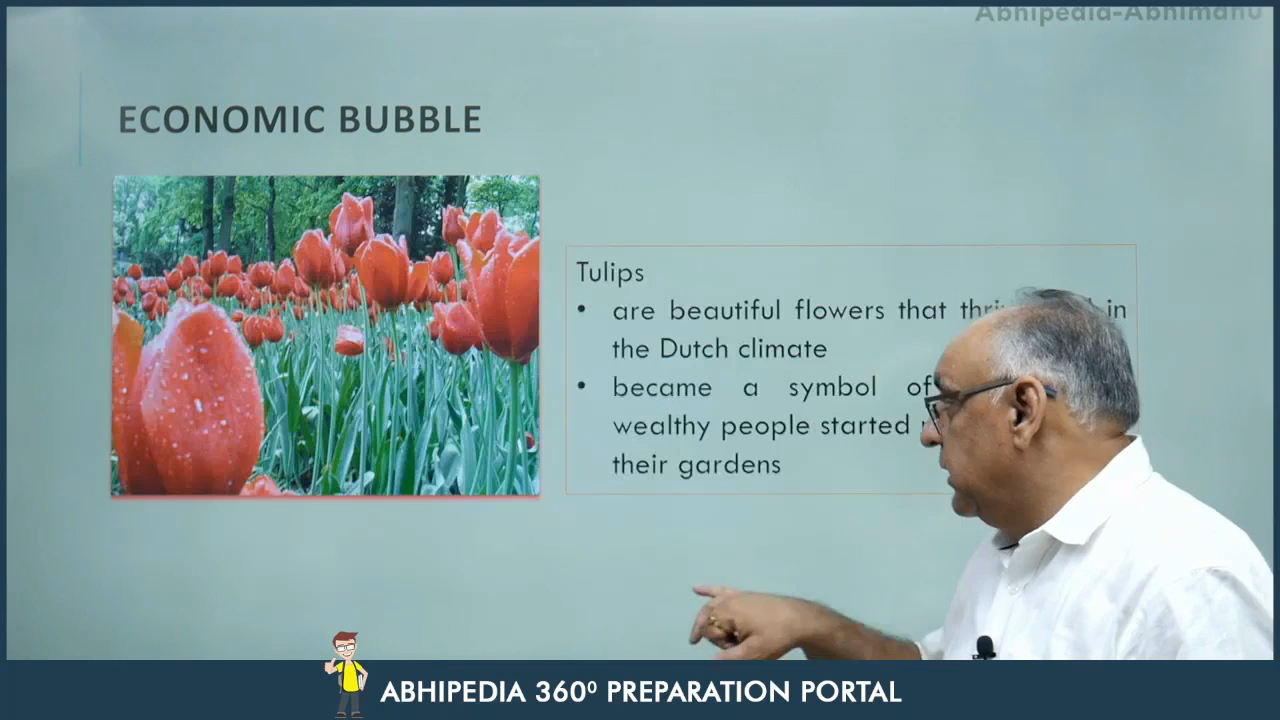 Abhipedia-Abhimanu
ECONOMIC BUBBLE
Tulips
• are beautiful flowers that in
the Dutch climate
• became a symbol of
wealthy people started
their gardens
ABHIPEDIA 360⁰ PREPARATION PORTAL